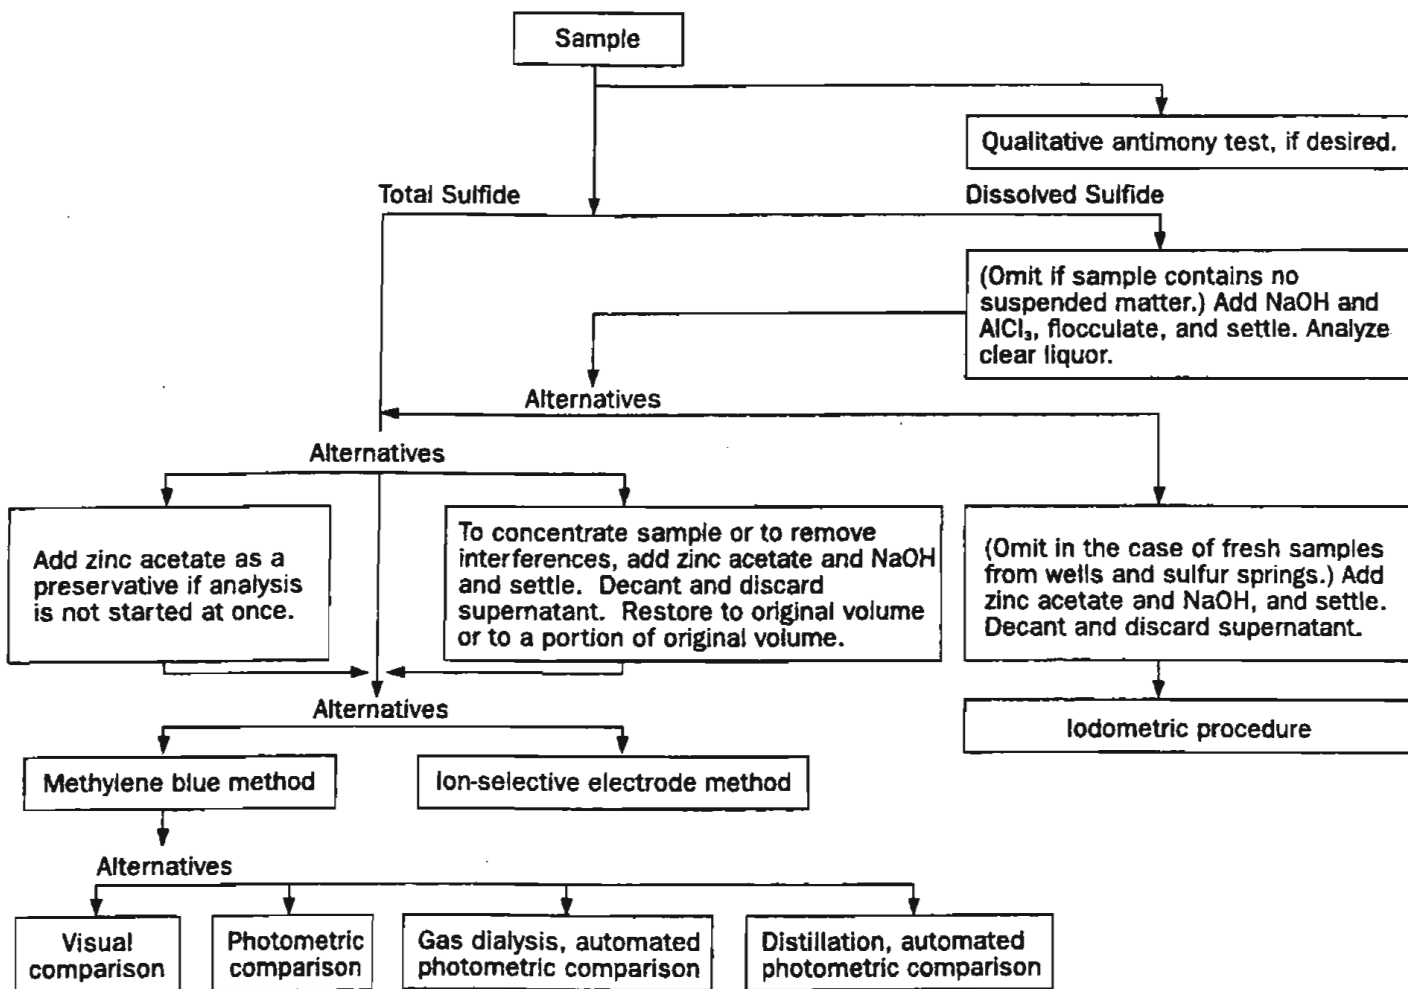 Sample
Qualitative antimony test, if desired.
Total Sulfide
Dissolved Sulfide
(Omit if sample contains no
suspended matter.) Add NaOH and
AlCl₃, flocculate, and settle. Analyze
clear liquor.
Alternatives
Alternatives
Add zinc acetate as a
preservative if analysis
is not started at once.
To concentrate sample or to remove
interferences, add zinc acetate and NaOH
and settle. Decant and discard
supernatant. Restore to original volume
or to a portion of original volume.
(Omit in the case of fresh samples
from wells and sulfur springs.) Add
zinc acetate and NaOH, and settle.
Decant and discard supernatant.
Alternatives
Iodometric procedure
Methylene blue method
Ion-selective electrode method
Alternatives
Visual
comparison
Photometric
comparison
Gas dialysis, automated
photometric comparison
Distillation, automated
photometric comparison